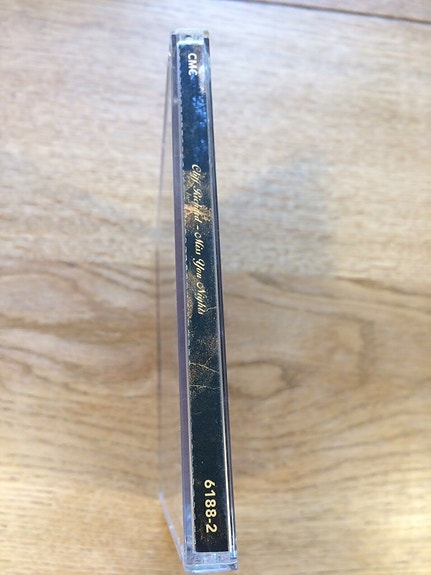 CMC
Cliff Richard - Miss You Nights
6188-2